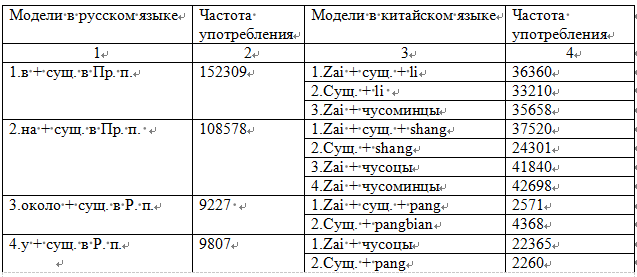 Модели в русском языке Частота употребления Модели в китайском языке Частота употребления
1 2 3 4
1.в + сущ. в Пр. п. 152309 1.Zai + сущ. + li 36360
2.Сущ. + li 33210
3.Zai + чусоминцы 35658
2.на + сущ. в Пр. п. 108578 1.Zai + сущ. + shang 37520
2.Сущ. + shang 24301
3.Zai + чусоцы 41840
4.Zai + чусоминцы 42698
3.около + сущ. в Р. п. 9227 1.Zai + сущ. + pang 2571
2.Сущ. + pangbian 4368
4.у + сущ. в Р. п. 9807 1.Zai + чусоцы 22365
2.Сущ. + pang 2260